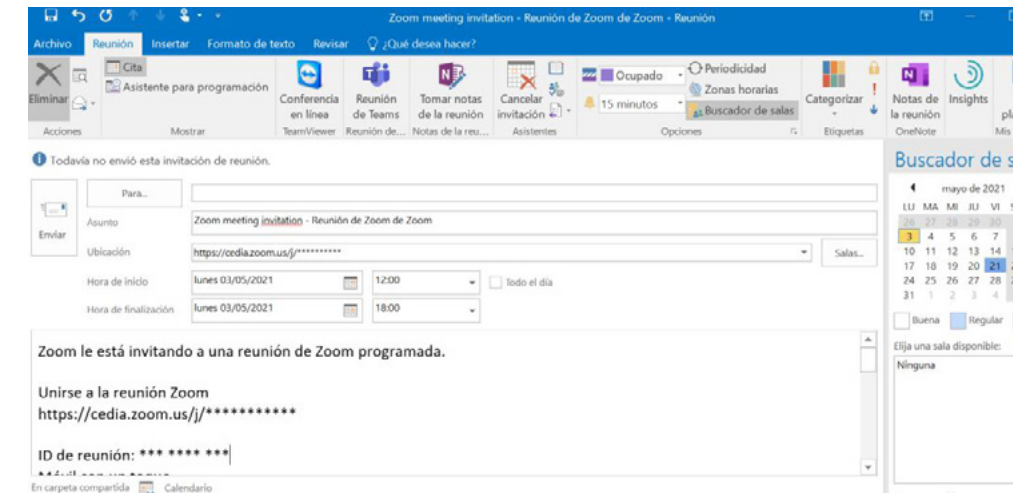 Zoom meeting invitation - Reunión de Zoom de Zoom - Reunión
Archivo Reunión Insertar Formato de texto Revisar ¿Qué desea hacer?
Eliminar
Cita
Asistente para programación
Conferencia en línea
Reunión de Teams
Tomar notas de la reunión
Cancelar invitación
Ocupado
15 minutos
Periodicidad
Zonas horarias
Buscador de salas
Categorizar
Notas de la reunión
Insights
Acciones Mostrar TeamViewer Reunión de... Notas de la reu... Asistentes Opciones Etiquetas OneNote Mis
Todavía no envió esta invitación de reunión.
Enviar
Para...
Asunto Zoom meeting invitation - Reunión de Zoom de Zoom
Ubicación https://cedia.zoom.us/j/********** Salas...
Hora de inicio lunes 03/05/2021 12:00 Todo el día
Hora de finalización lunes 03/05/2021 18:00
Zoom le está invitando a una reunión de Zoom programada.
Unirse a la reunión Zoom
https://cedia.zoom.us/j/***********
ID de reunión: *** **** ***
En carpeta compartida Calendario
Buscador de s
mayo de 2021
LU MA MI JU VI
26 27 28 29 30
3 4 5 6 7
10 11 12 13 14
17 18 19 20 21
24 25 26 27 28
31 1 2 3 4
Buena Regular
Elija una sala disponible:
Ninguna